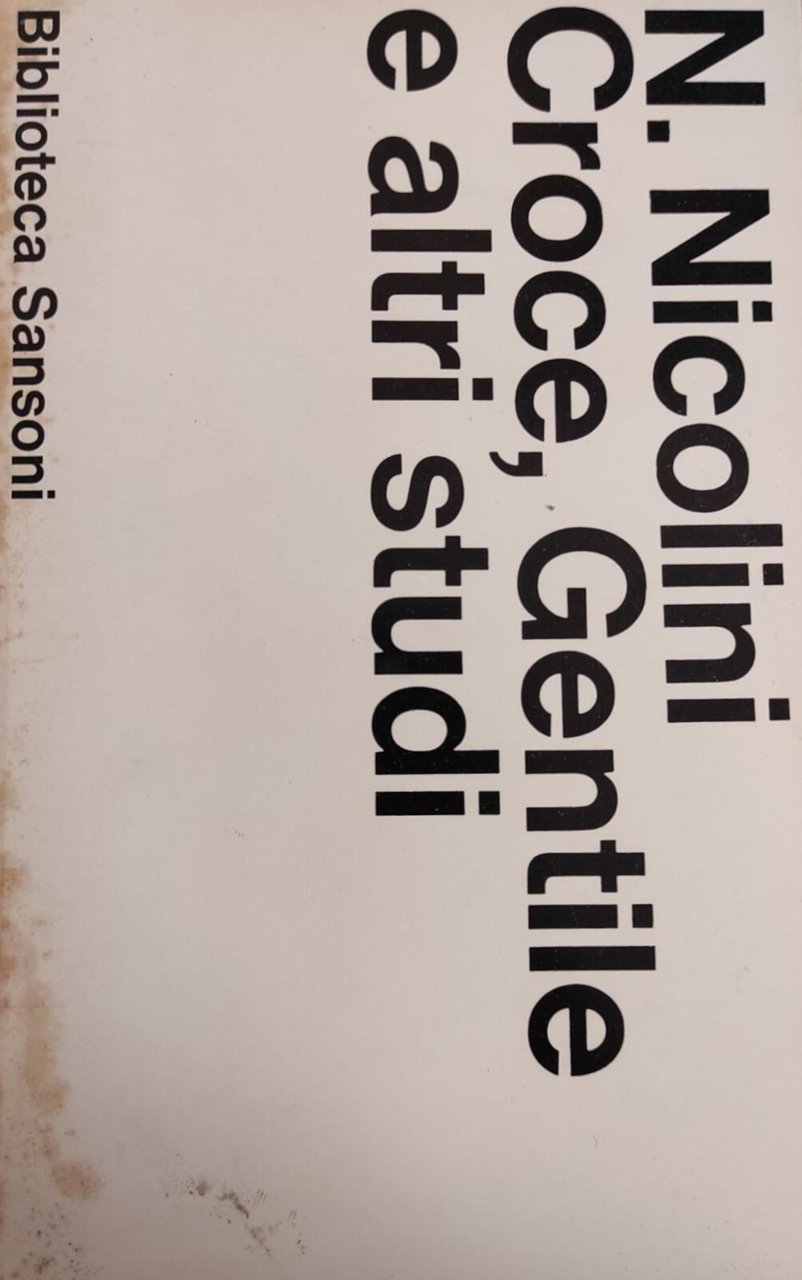 N. Nicolini
Croce, Gentile
e altri studi
Biblioteca Sansoni